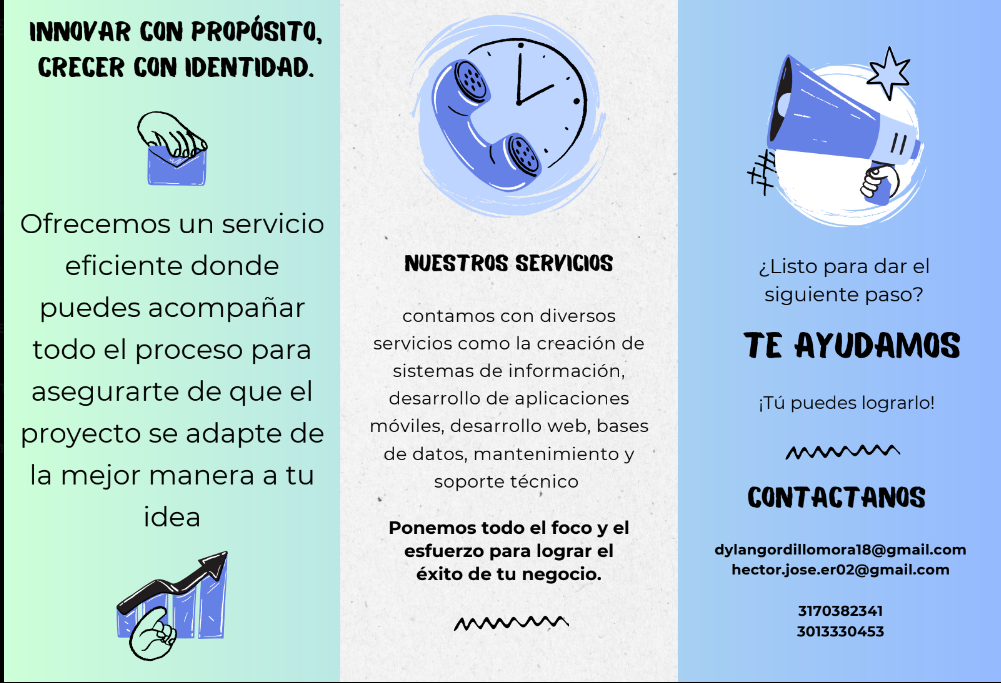 INNOVAR CON PROPÓSITO,
CRECER CON IDENTIDAD.
Ofrecemos un servicio
eficiente donde
puedes acompañar
todo el proceso para
asegurarte de que el
proyecto se adapte de
la mejor manera a tu
idea
NUESTROS SERVICIOS
contamos con diversos
servicios como la creación de
sistemas de información,
desarrollo de aplicaciones
móviles, desarrollo web, bases
de datos, mantenimiento y
soporte técnico
Ponemos todo el foco y el
esfuerzo para lograr el
éxito de tu negocio.
¿Listo para dar el
siguiente paso?
TE AYUDAMOS
¡Tú puedes lograrlo!
CONTACTANOS
dylangordillomora18@gmail.com
hector.jose.er02@gmail.com
3170382341
3013330453